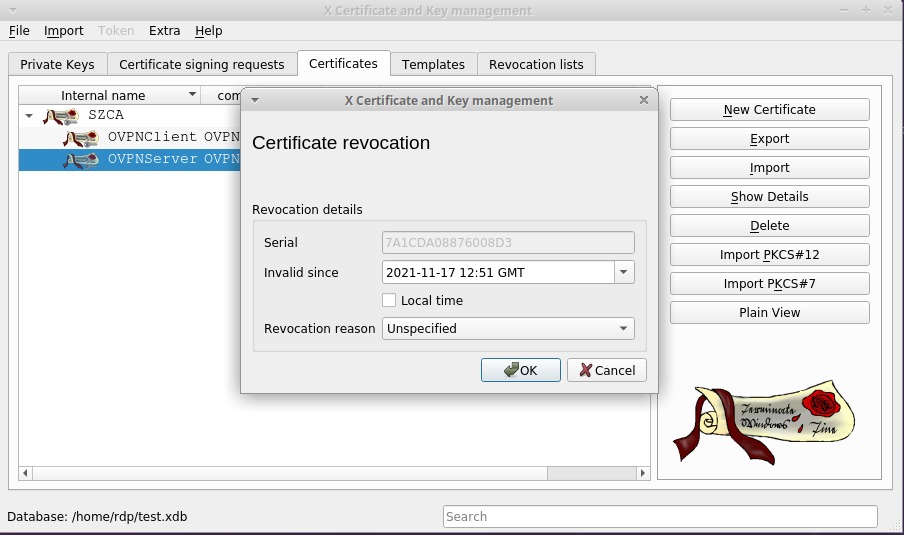 X Certificate and Key management
File Import Token Extra Help
Private Keys Certificate signing requests Certificates Templates Revocation lists
Internal name com
SZCA
OVPNClient OVPN
OVPNServer OVPN
X Certificate and Key management
Certificate revocation
Revocation details
Serial 7A1CDA08876008D3
Invalid since 2021-11-17 12:51 GMT
Local time
Revocation reason Unspecified
OK Cancel
New Certificate
Export
Import
Show Details
Delete
Import PKCS#12
Import PKCS#7
Plain View
Terminate
Windows
Time
Database: /home/rdp/test.xdb Search